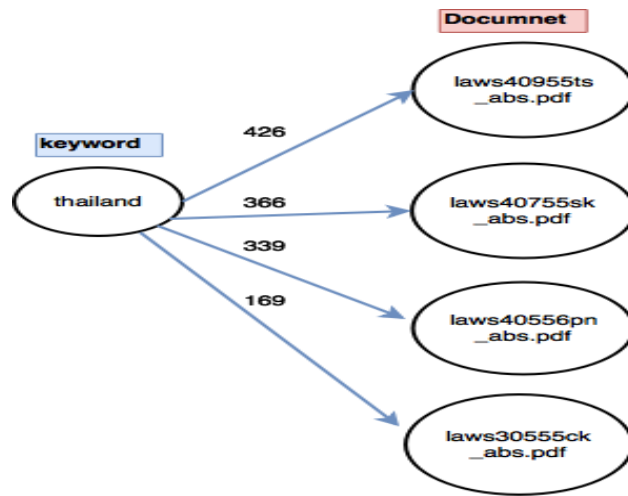 Documnet
laws40955ts
_abs.pdf
426
keyword
thailand
366
laws40755sk
_abs.pdf
339
169
laws40556pn
_abs.pdf
laws30555ck
_abs.pdf